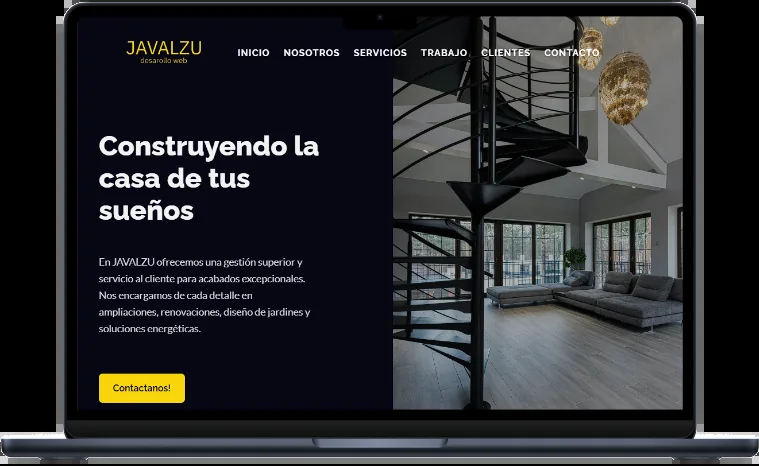 JAVALZU
desarollo web
INICIO NOSOTROS SERVICIOS TRABAJO CLIENTES CONTACTO
Construyendo la
casa de tus
sueños
En JAVALZU ofrecemos una gestión superior y
servicio al cliente para acabados excepcionales.
Nos encargamos de cada detalle en
ampliaciones, renovaciones, diseño de jardines y
soluciones energéticas.
Contactanos!